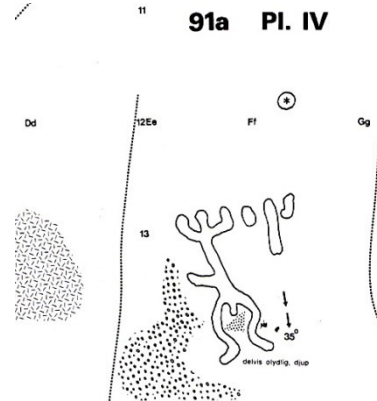 11
91a Pl. IV
Dd 12Ee Ff Gg
13
35°
delvis otydlig, djup